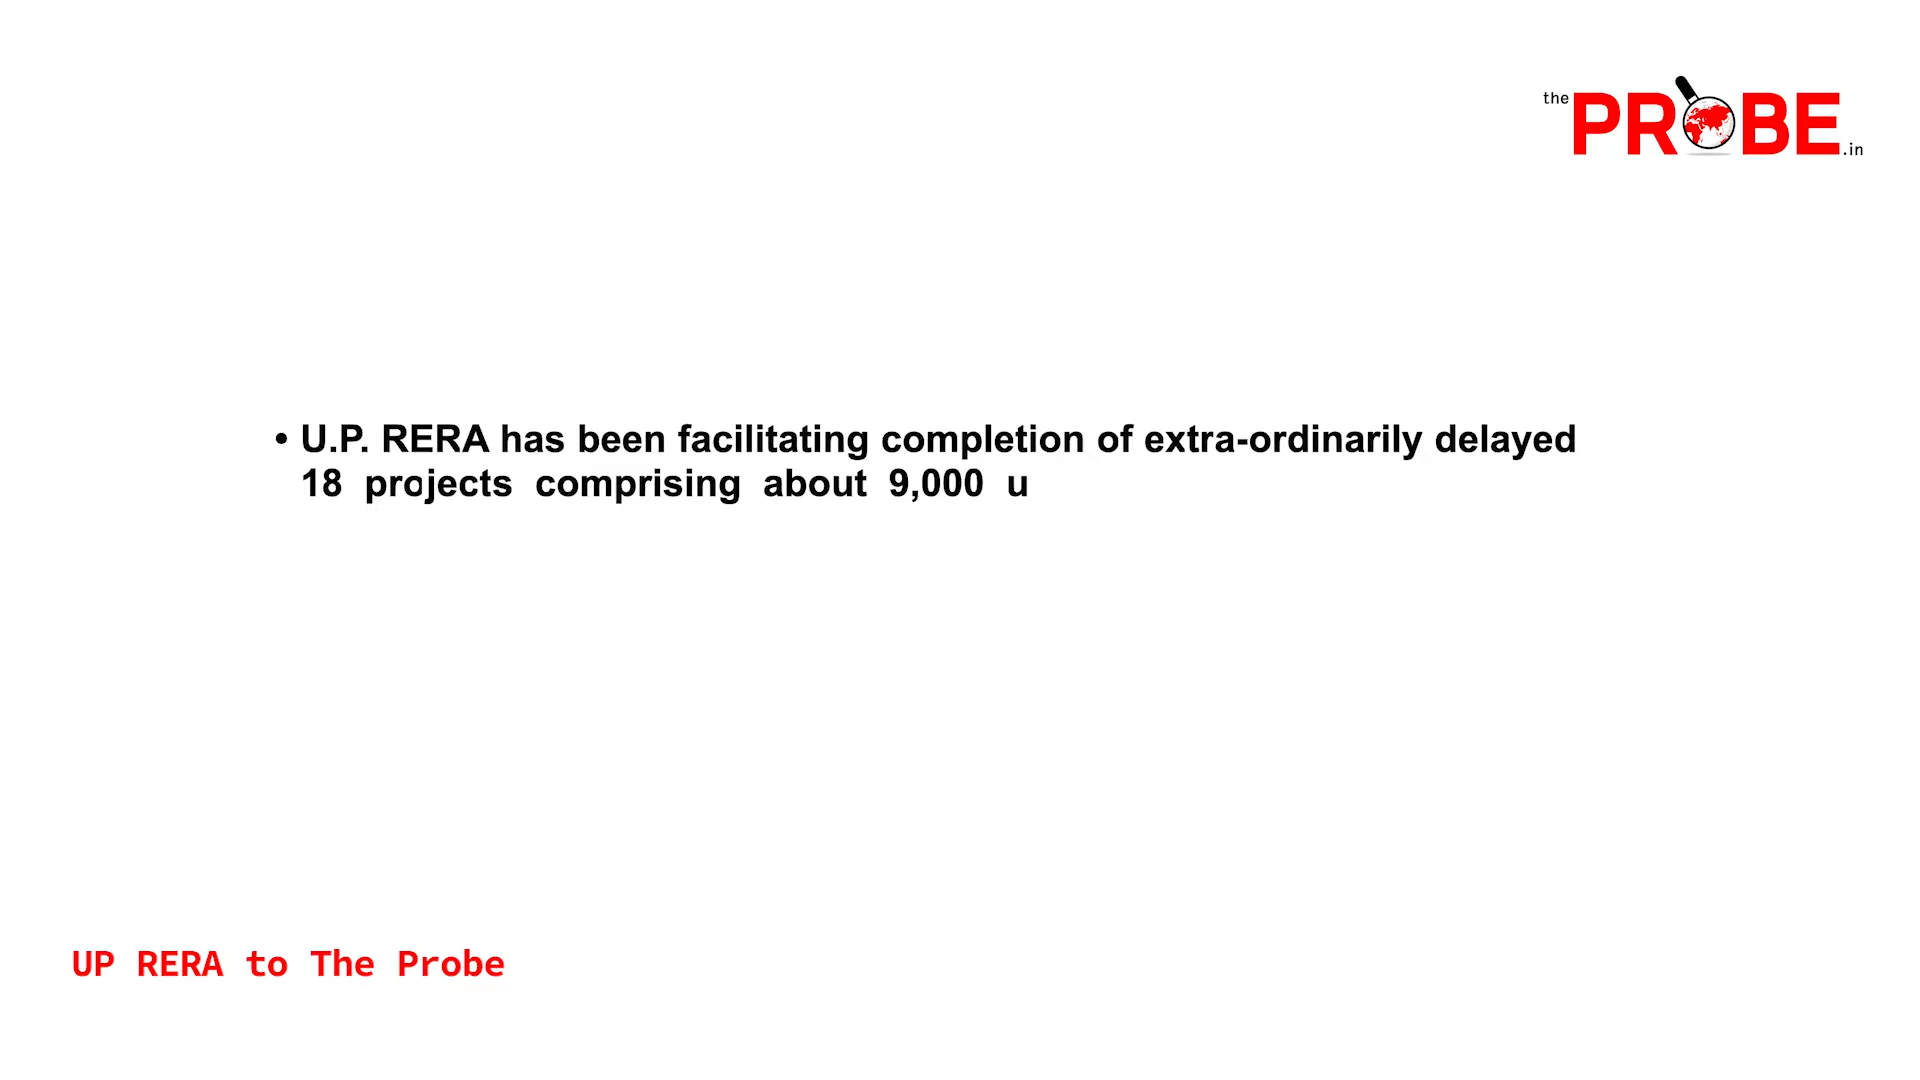 the PROBE.in
• U.P. RERA has been facilitating completion of extra-ordinarily delayed
18 projects comprising about 9,000 u
UP RERA to The Probe